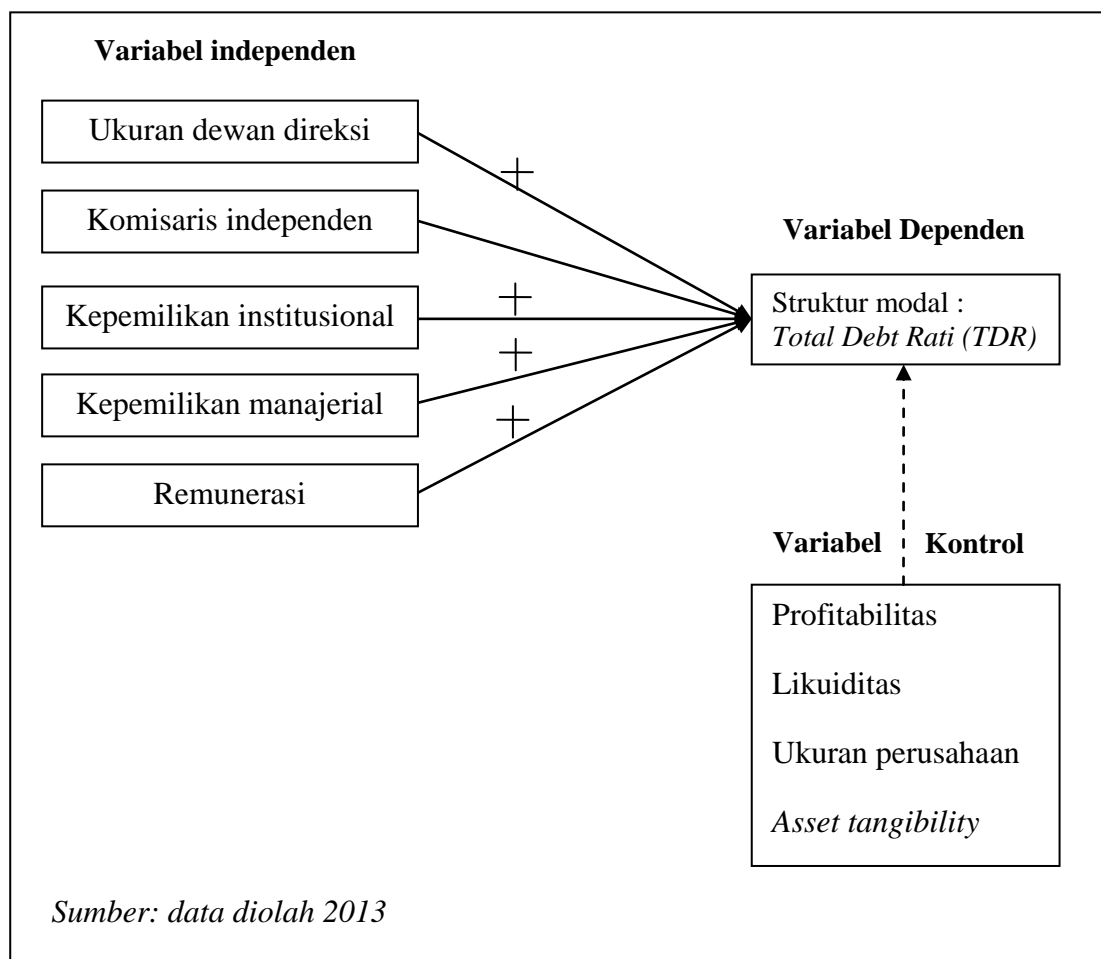 Variabel independen
Ukuran dewan direksi
+
Komisaris independen
Variabel Dependen
Kepemilikan institusional
+
Struktur modal :
Total Debt Rati (TDR)
+
Kepemilikan manajerial
+
Remunerasi
Variabel Kontrol
Profitabilitas
Likuiditas
Ukuran perusahaan
Asset tangibility
Sumber: data diolah 2013